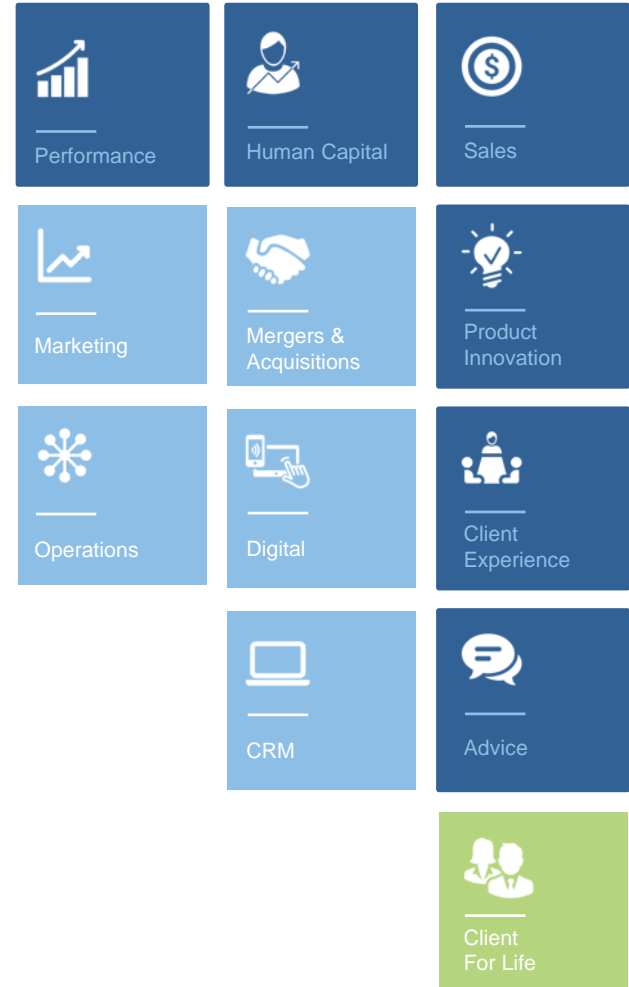 Performance
Human Capital
Sales
Marketing
Mergers &
Acquisitions
Product
Innovation
Operations
Digital
Client
Experience
CRM
Advice
Client
For Life